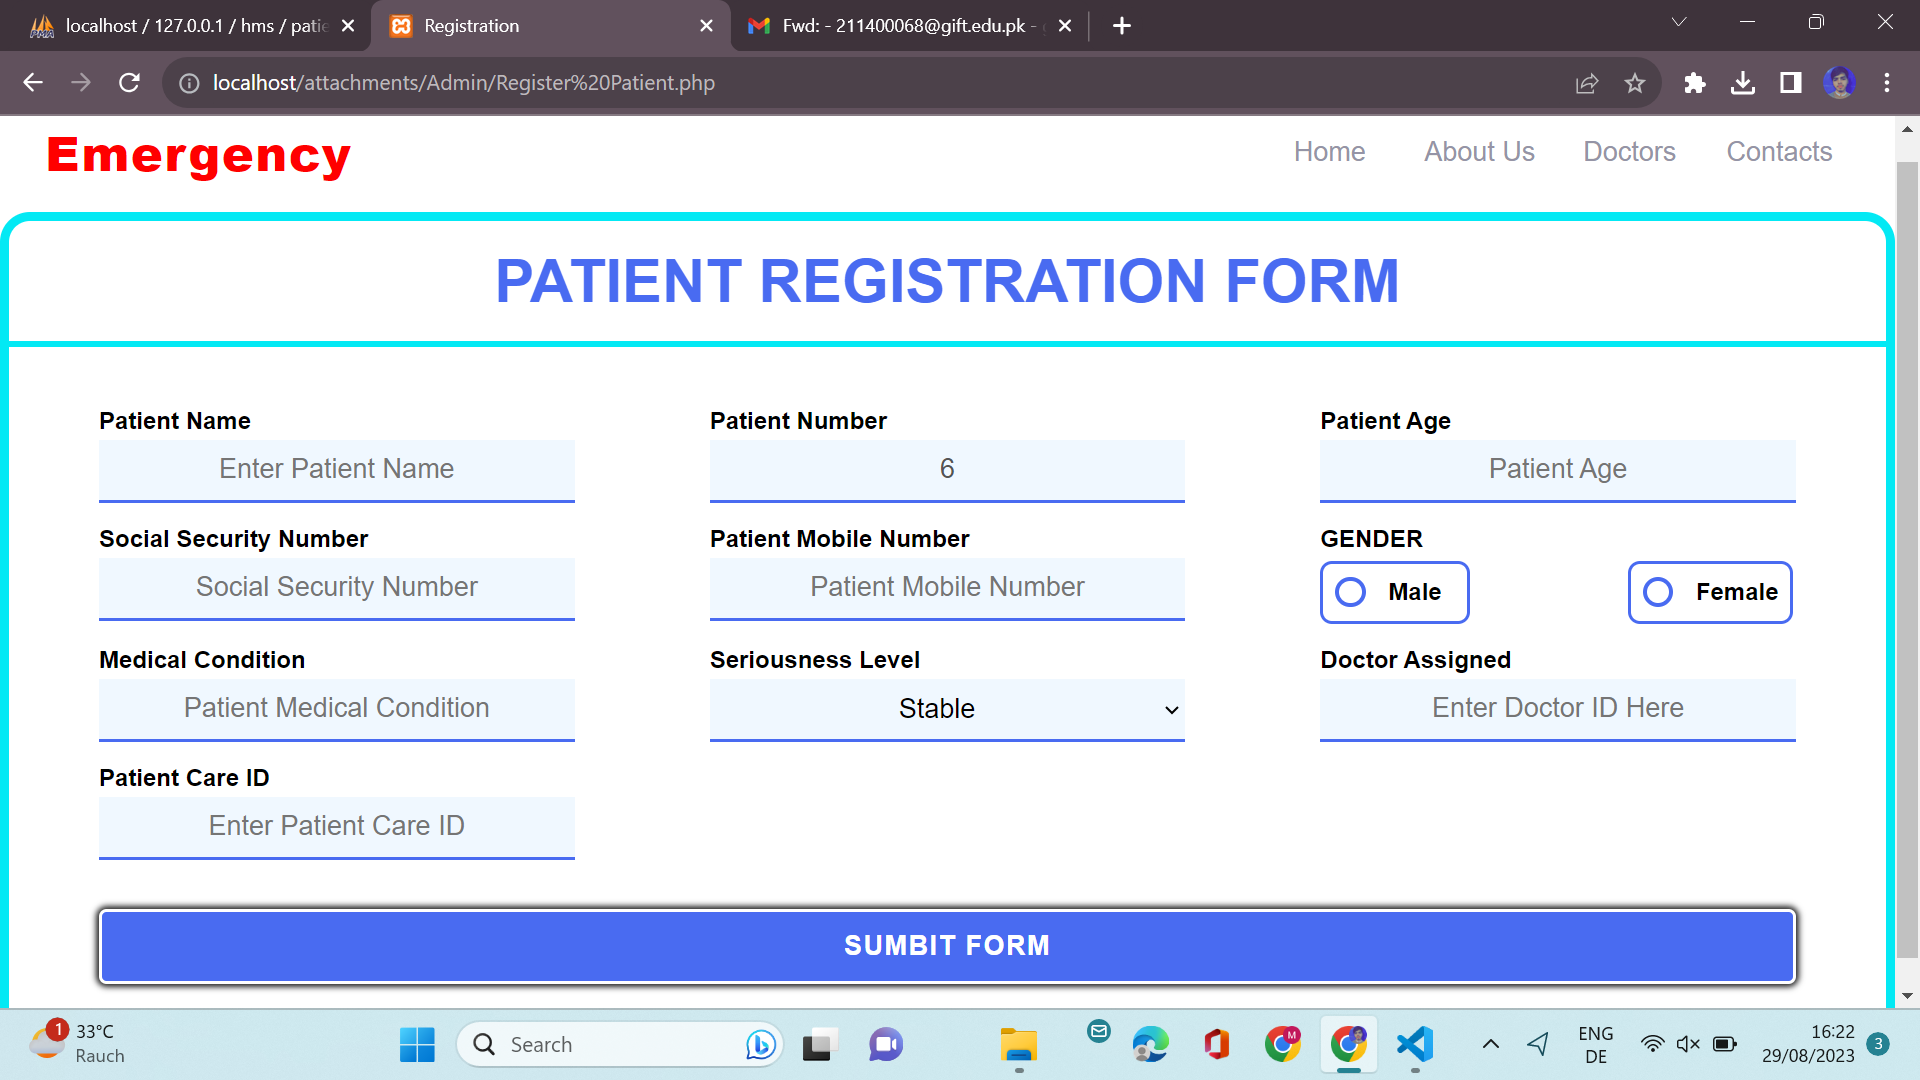 localhost / 127.0.0.1 / hms / patie
Registration
Fwd: - 211400068@gift.edu.pk -
localhost/attachments/Admin/Register%20Patient.php
Emergency
Home About Us Doctors Contacts
PATIENT REGISTRATION FORM
Patient Name Patient Number Patient Age
Enter Patient Name 6 Patient Age
Social Security Number Patient Mobile Number GENDER
Social Security Number Patient Mobile Number Male Female
Medical Condition Seriousness Level Doctor Assigned
Patient Medical Condition Stable Enter Doctor ID Here
Patient Care ID
Enter Patient Care ID
SUMBIT FORM
1 33°C
Rauch
Search
M
ENG
DE
16:22
29/08/2023
3